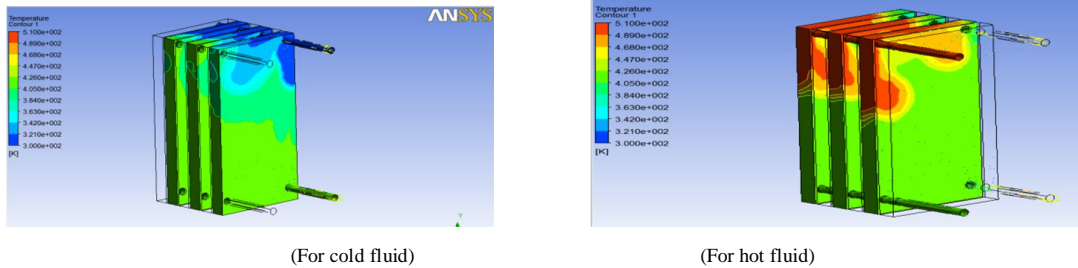 ANSYS
Temperature
Contour 1
5.100e+002
4.890e+002
4.680e+002
4.470e+002
4.260e+002
4.050e+002
3.840e+002
3.630e+002
3.420e+002
3.210e+002
3.000e+002
[K]
Y
Temperature
Contour 1
5.100e+002
4.890e+002
4.680e+002
4.470e+002
4.260e+002
4.050e+002
3.840e+002
3.630e+002
3.420e+002
3.210e+002
3.000e+002
[K]
(For cold fluid)
(For hot fluid)